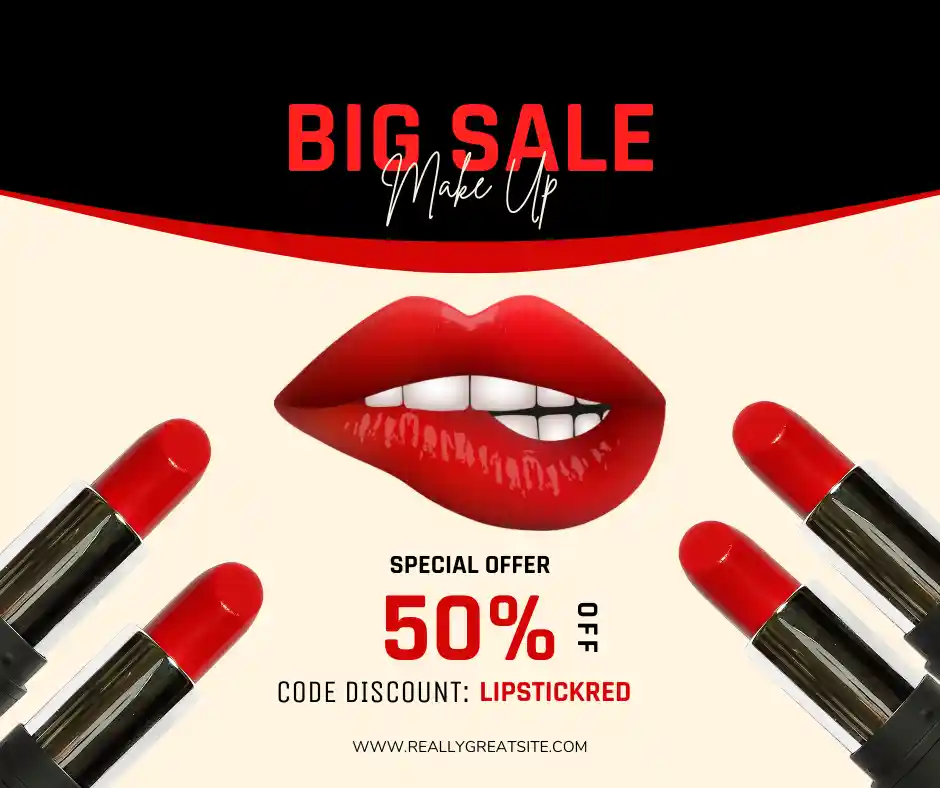 BIG SALE
Make Up
SPECIAL OFFER
50% OFF
CODE DISCOUNT: LIPSTICKRED
WWW.REALLYGREATSITE.COM